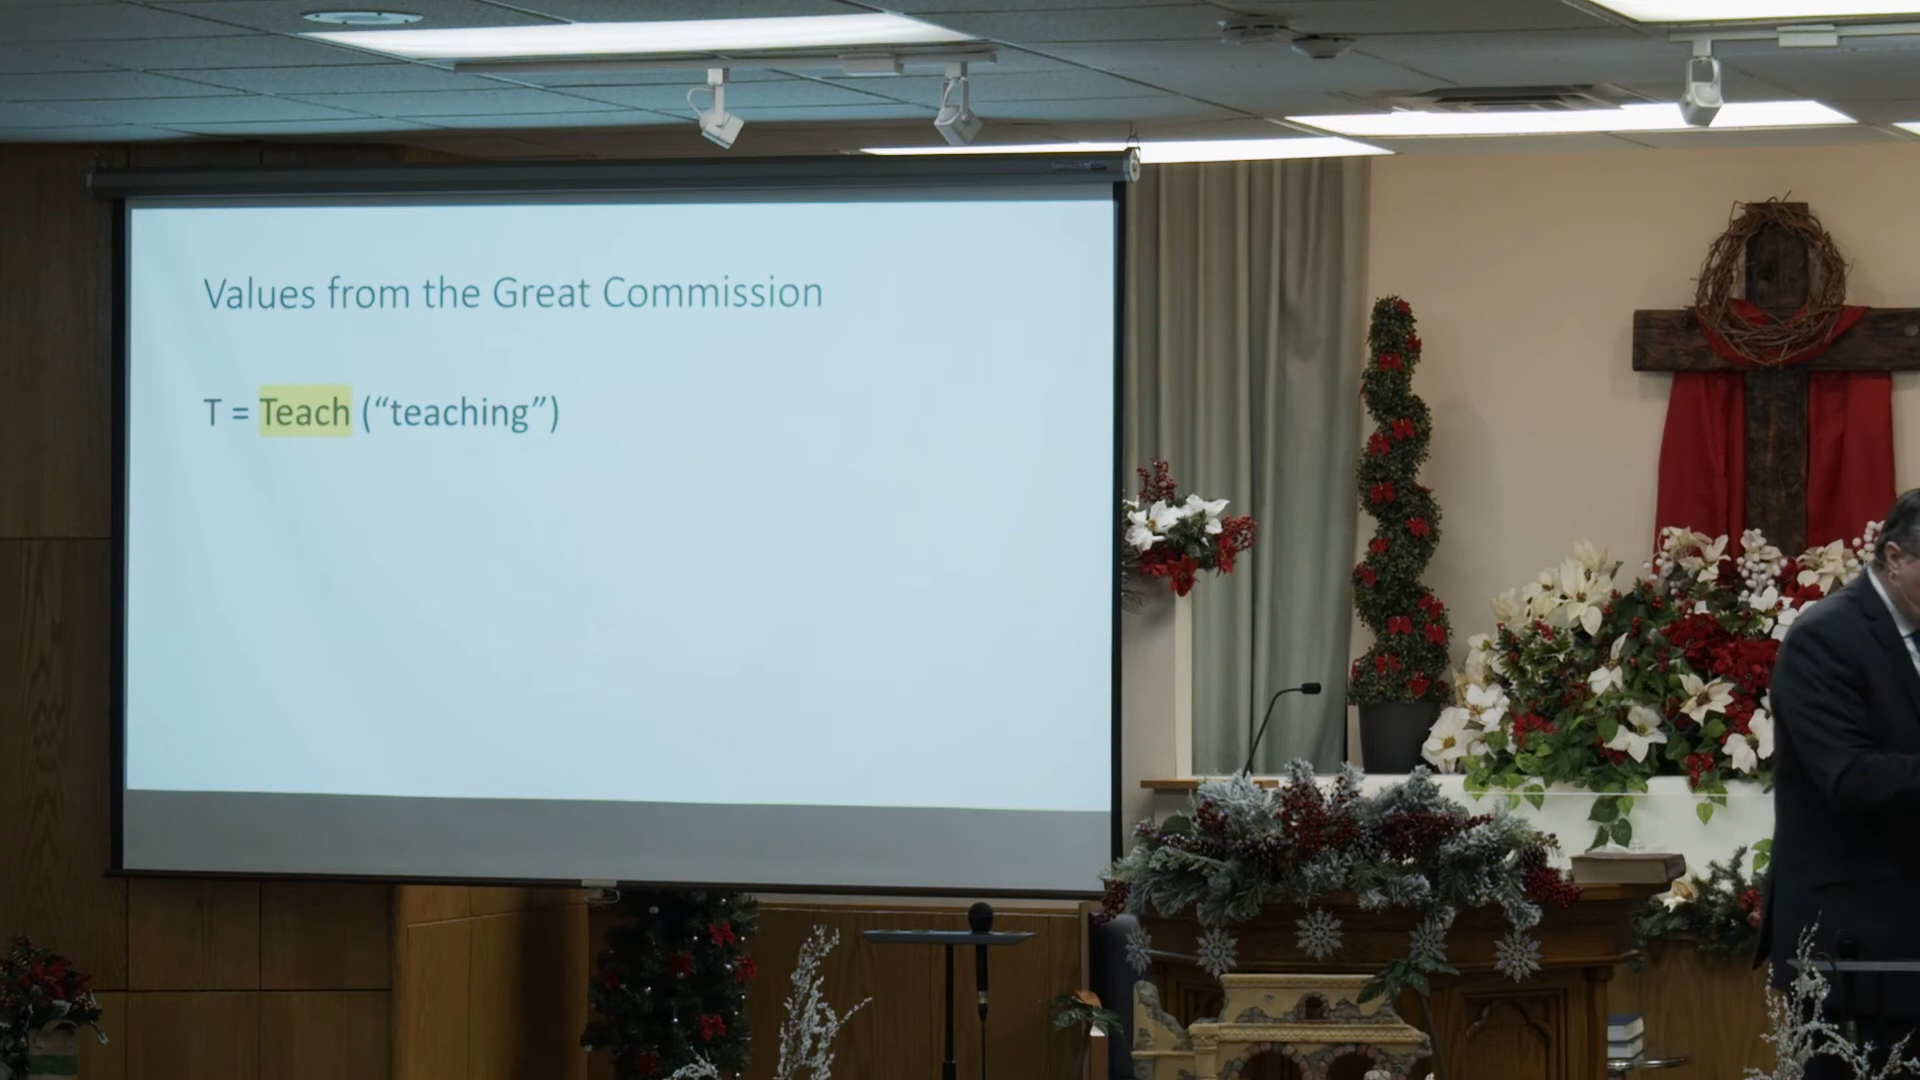 Values from the Great Commission
T = Teach (“teaching”)